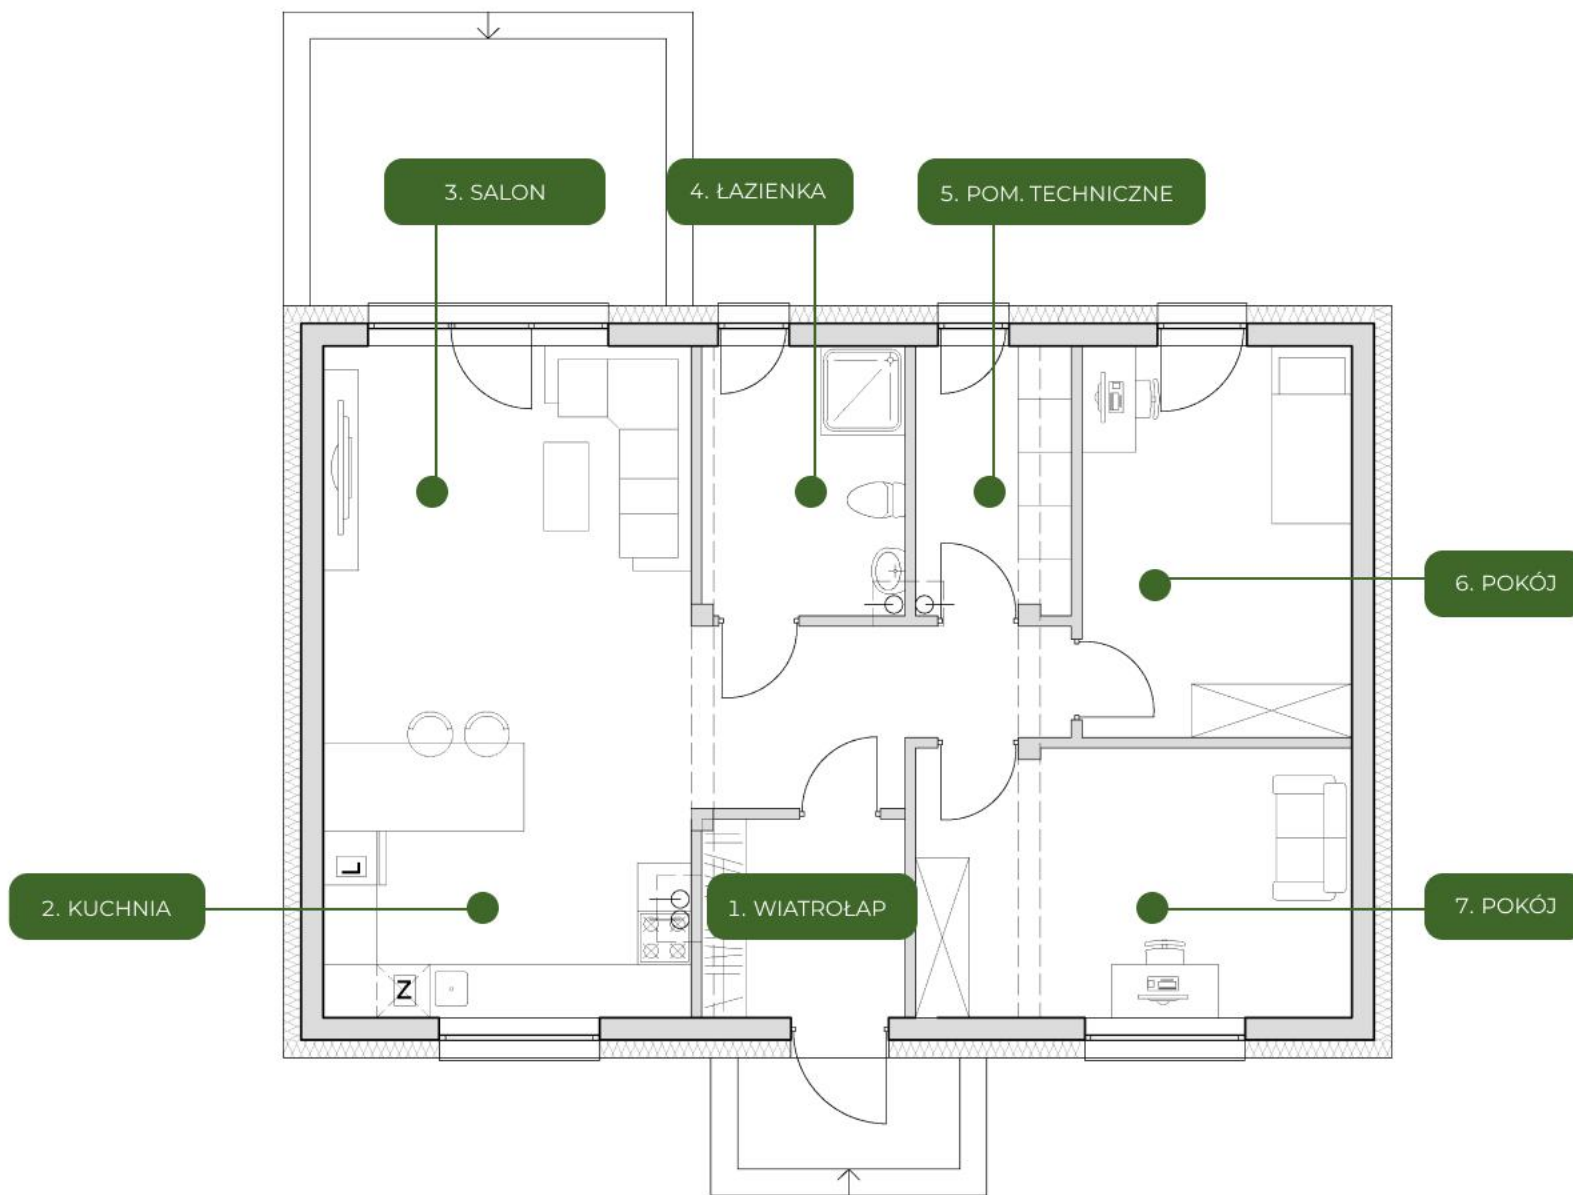 3. SALON
4. ŁAZIENKA
5. POM. TECHNICZNE
6. POKÓJ
L
2. KUCHNIA
1. WIATROŁAP
7. POKÓJ
Z